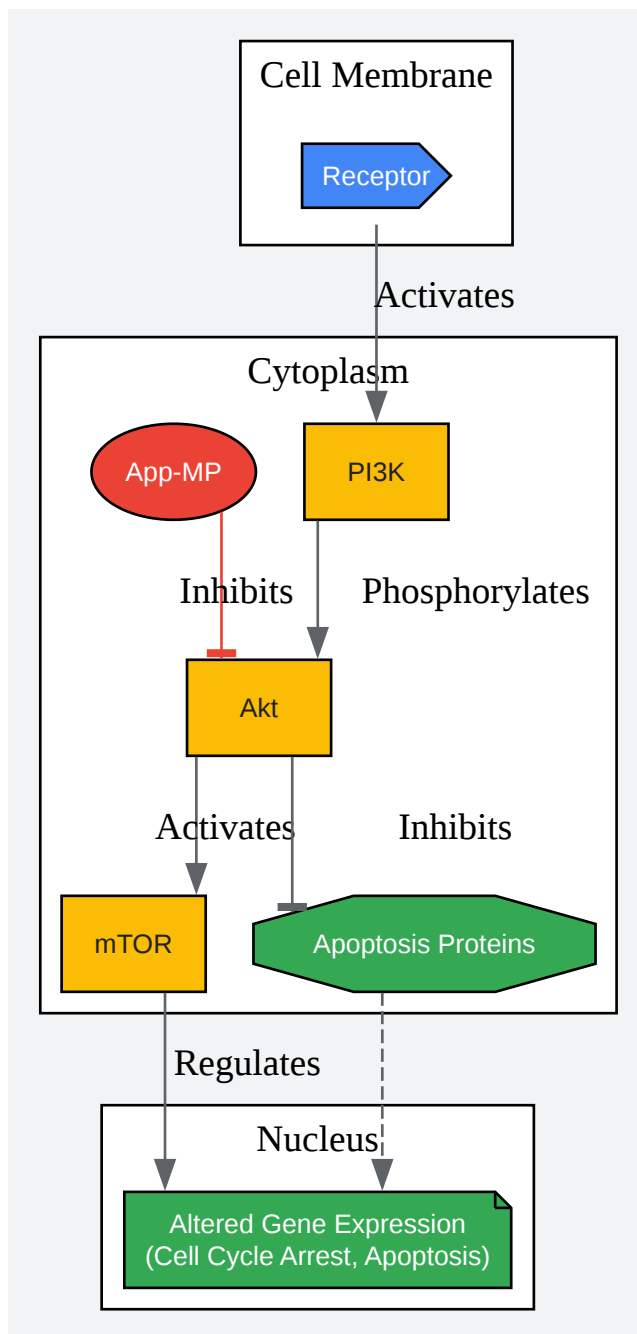 Cell Membrane
Receptor
Activates
Cytoplasm
App-MP
PI3K
Inhibits
Phosphorylates
Akt
Activates
Inhibits
mTOR
Apoptosis Proteins
Regulates
Nucleus
Altered Gene Expression
(Cell Cycle Arrest, Apoptosis)